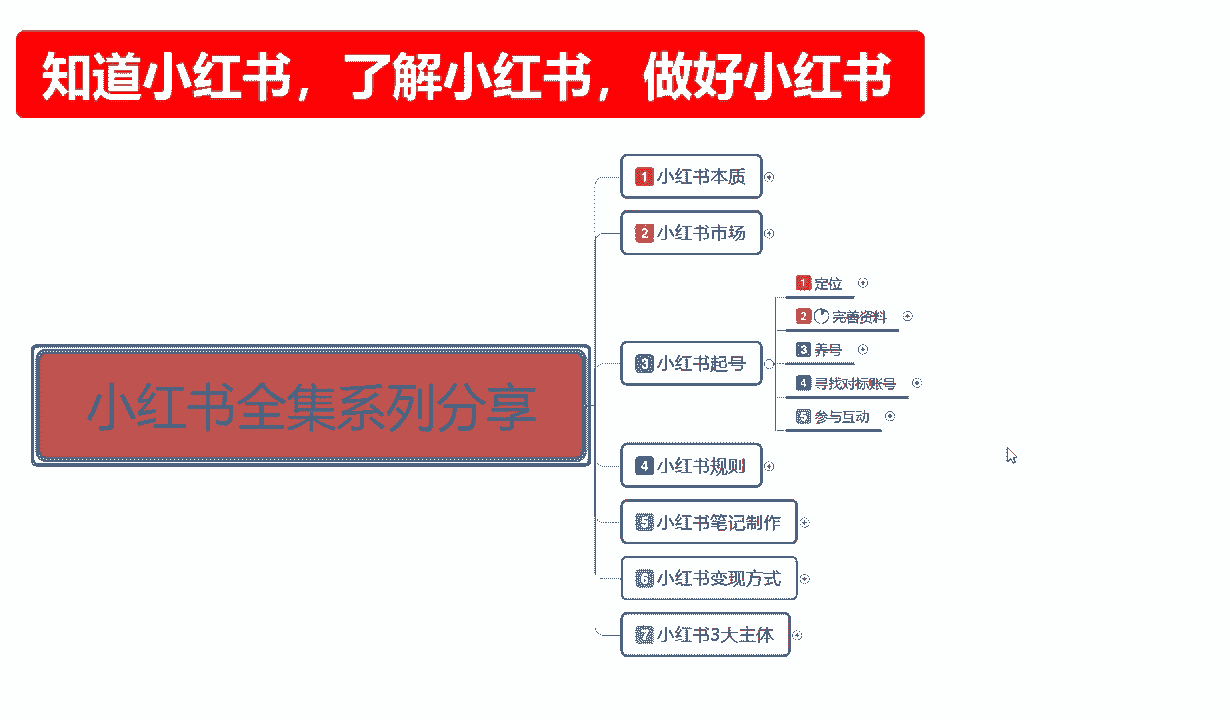 知道小红书，了解小红书，做好小红书
小红书全集系列分享
1 小红书本质
2 小红书市场
3 小红书起号
1 定位
2 完善资料
3 养号
4 寻找对标账号
5 参与互动
4 小红书规则
5 小红书笔记制作
6 小红书变现方式
7 小红书3大主体